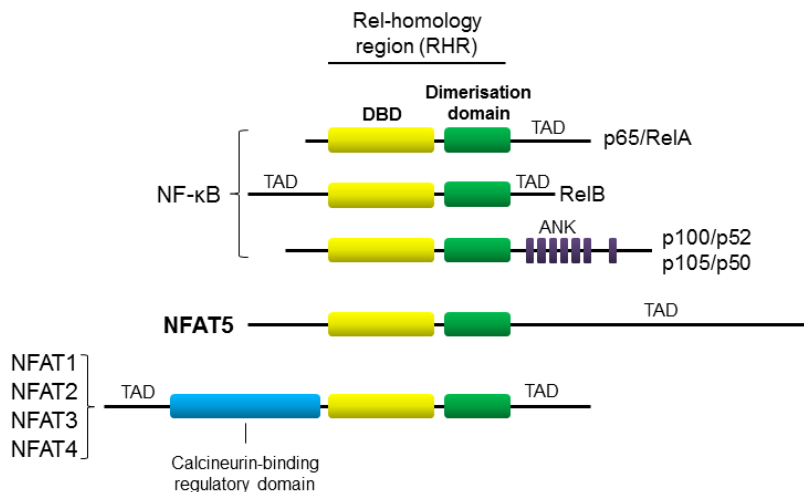 Rel-homology
region (RHR)
DBD
Dimerisation
domain
TAD
p65/RelA
NF-κB
TAD
TAD
RelB
ANK
p100/p52
p105/p50
NFAT5
TAD
NFAT1
NFAT2
NFAT3
NFAT4
TAD
TAD
Calcineurin-binding
regulatory domain